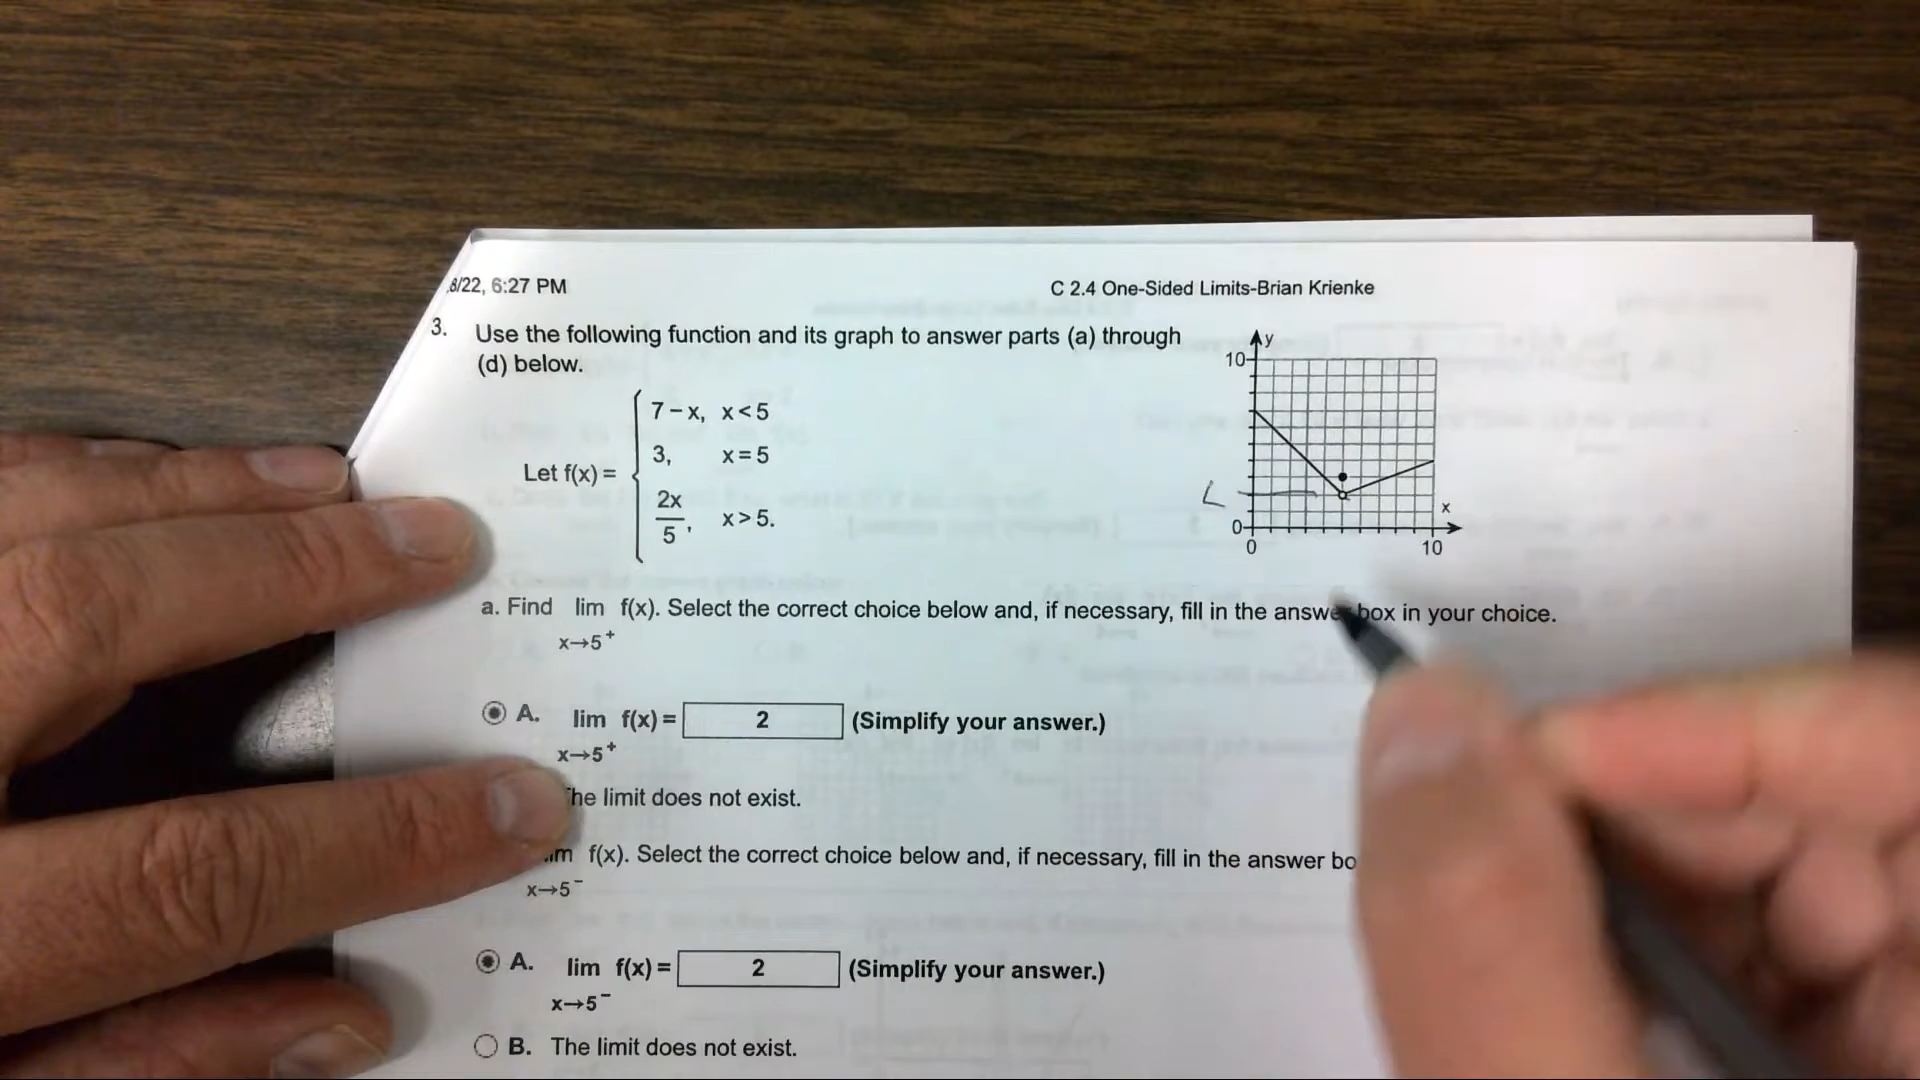 8/22, 6:27 PM
C 2.4 One-Sided Limits-Brian Krienke
3. Use the following function and its graph to answer parts (a) through
(d) below.
7 – x, x < 5
Let f(x) = 3, x = 5
2x
5 , x > 5.
y
10
L
x
0
0 10
a. Find lim f(x). Select the correct choice below and, if necessary, fill in the answer box in your choice.
x→5+
A. lim f(x) = 2 (Simplify your answer.)
x→5+
The limit does not exist.
f(x). Select the correct choice below and, if necessary, fill in the answer
x→5–
A. lim f(x) = 2 (Simplify your answer.)
x→5–
B. The limit does not exist.